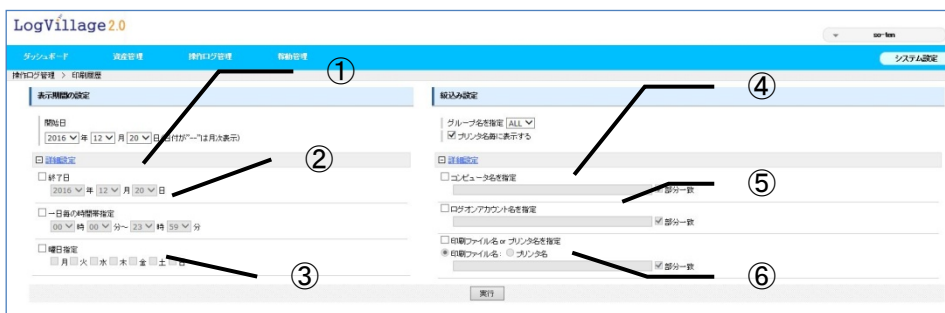 LogVillage 2.0
ダッシュボード 資産管理 操作ログ管理 稼動管理 システム設定
操作ログ管理 > 印刷履歴
①
表示期間の設定
開始日
2016 年 12 月 20 日 (日付が"--"は月次表示)
詳細設定
②
終了日
2016 年 12 月 20 日
一日毎の時間帯指定
00 時 00 分～ 23 時 59 分
曜日指定
月 火 水 木 金 土 日
③
絞込み設定
④
グループ名を指定 ALL
プリンタ名毎に表示する
詳細設定
コンピュータ名を指定
部分一致
⑤
ログオンアカウント名を指定
部分一致
印刷ファイル名 or プリンタ名を指定
印刷ファイル名: プリンタ名
部分一致
⑥
実行